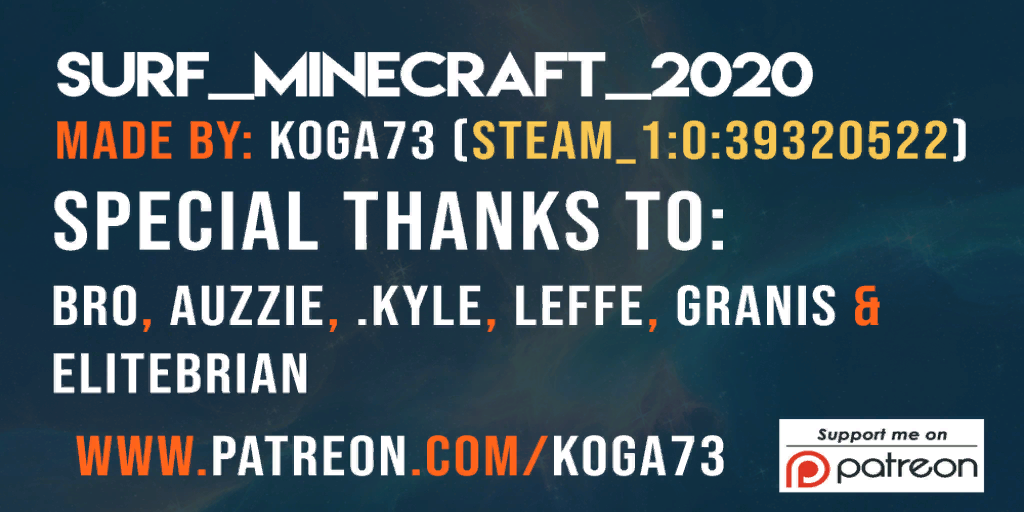 SURF_MINECRAFT_2020
MADE BY: KOGA73 (STEAM_1:0:39320522)
SPECIAL THANKS TO:
BRO, AUZZIE, .KYLE, LEFFE, GRANIS &
ELITEBRIAN
WWW.PATREON.COM/KOGA73
Support me on
patreon